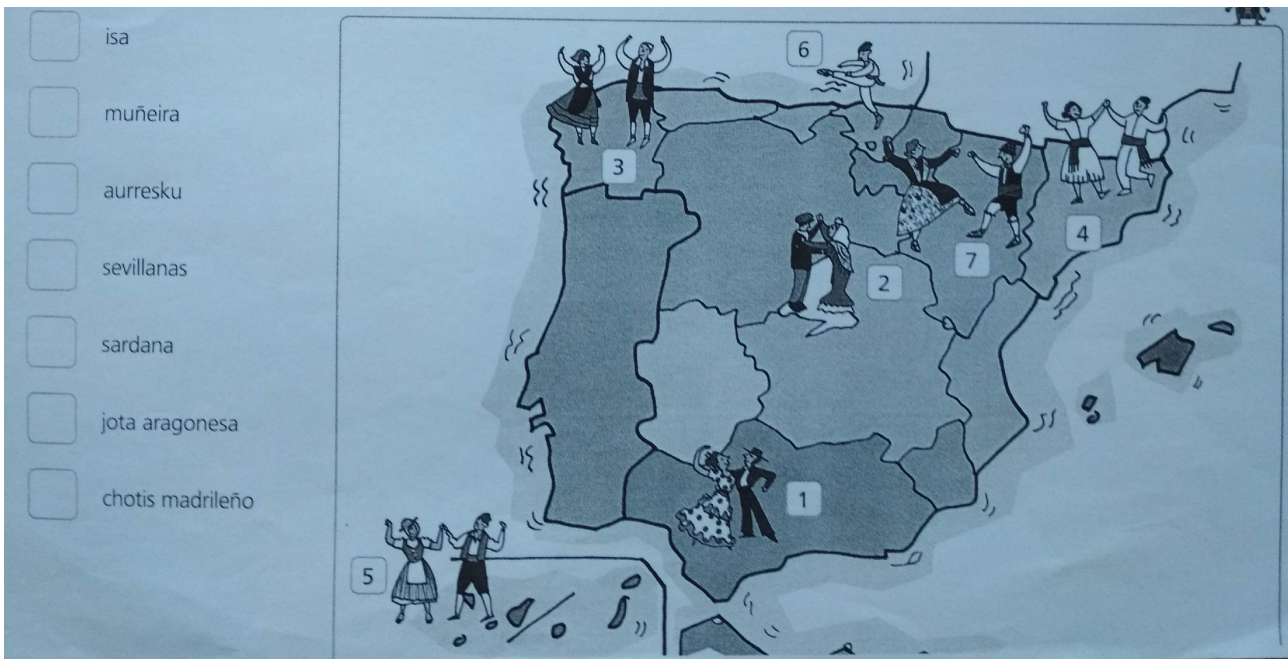 isa
muñeira
aurresku
sevillanas
sardana
jota aragonesa
chotis madrileño
6
3
4
7
2
1
5